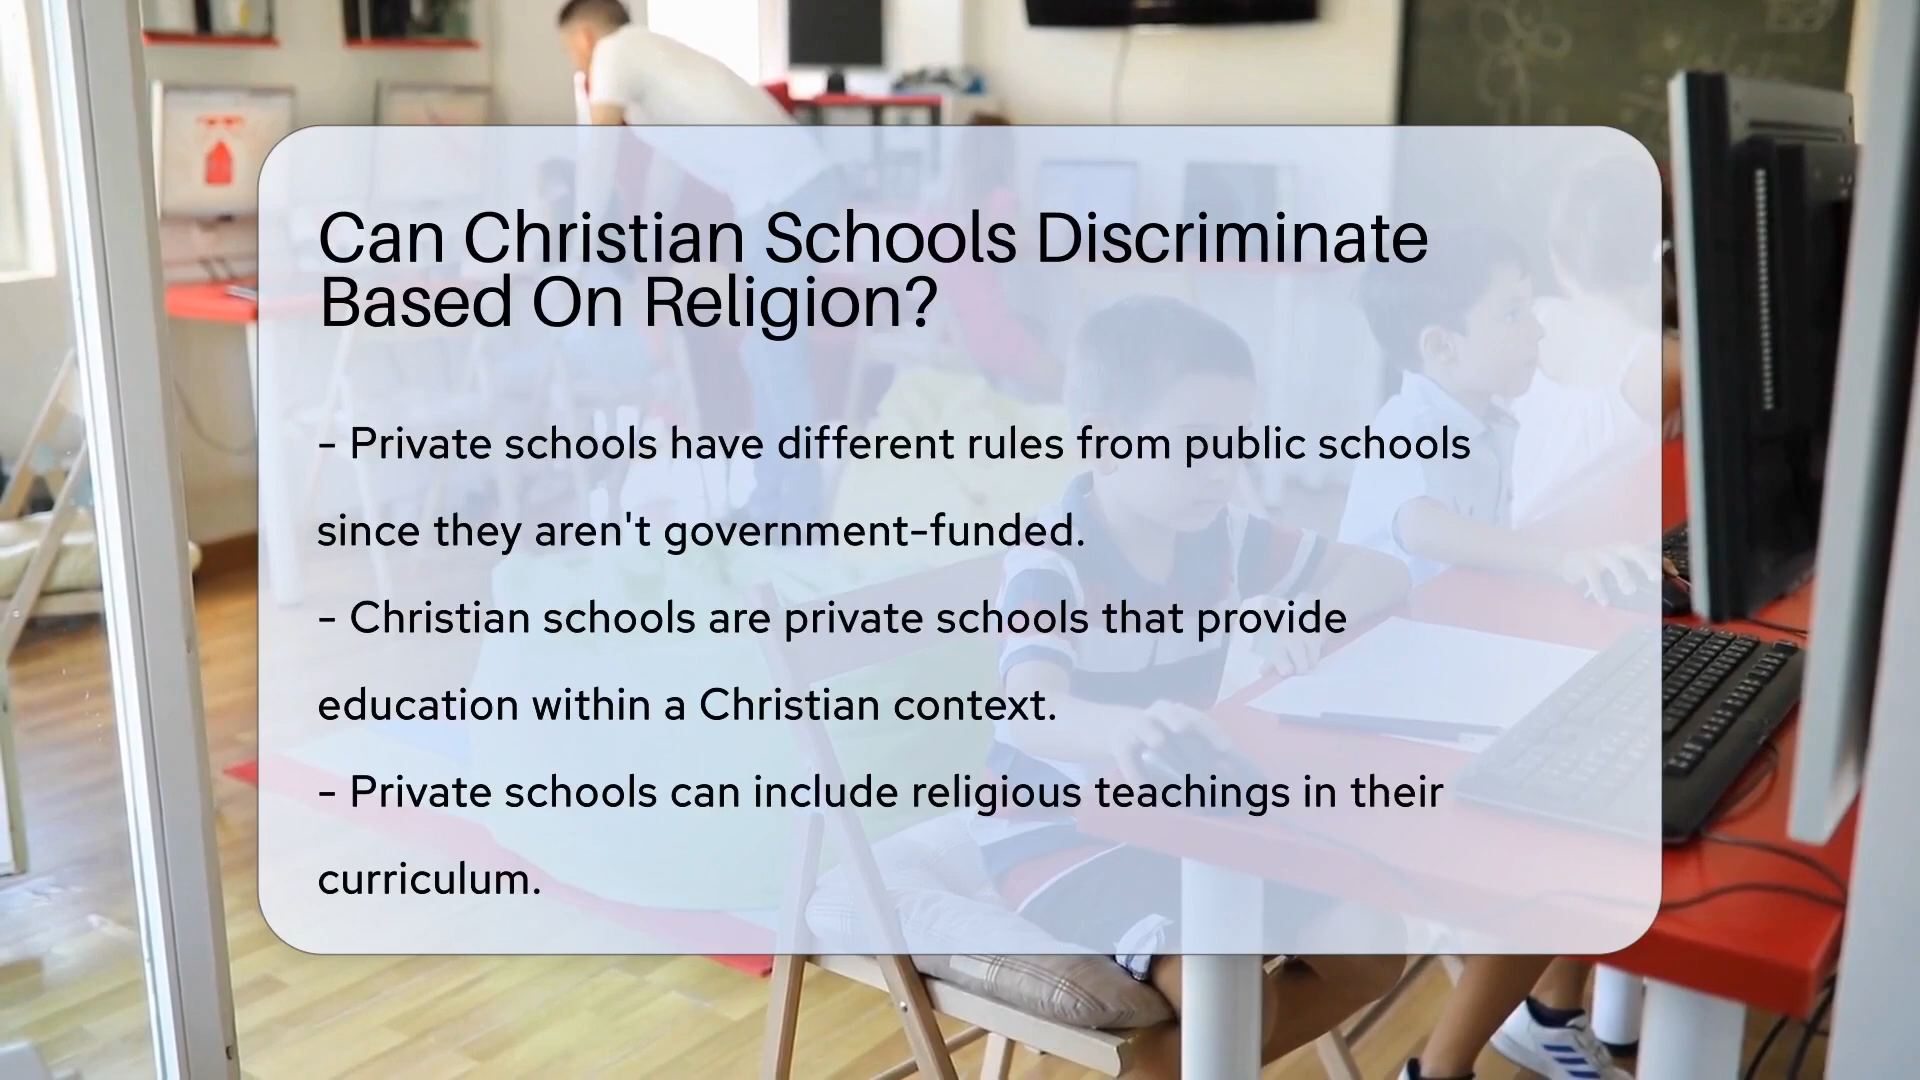 Can Christian Schools Discriminate
Based On Religion?
- Private schools have different rules from public schools
since they aren't government-funded.
- Christian schools are private schools that provide
education within a Christian context.
- Private schools can include religious teachings in their
curriculum.